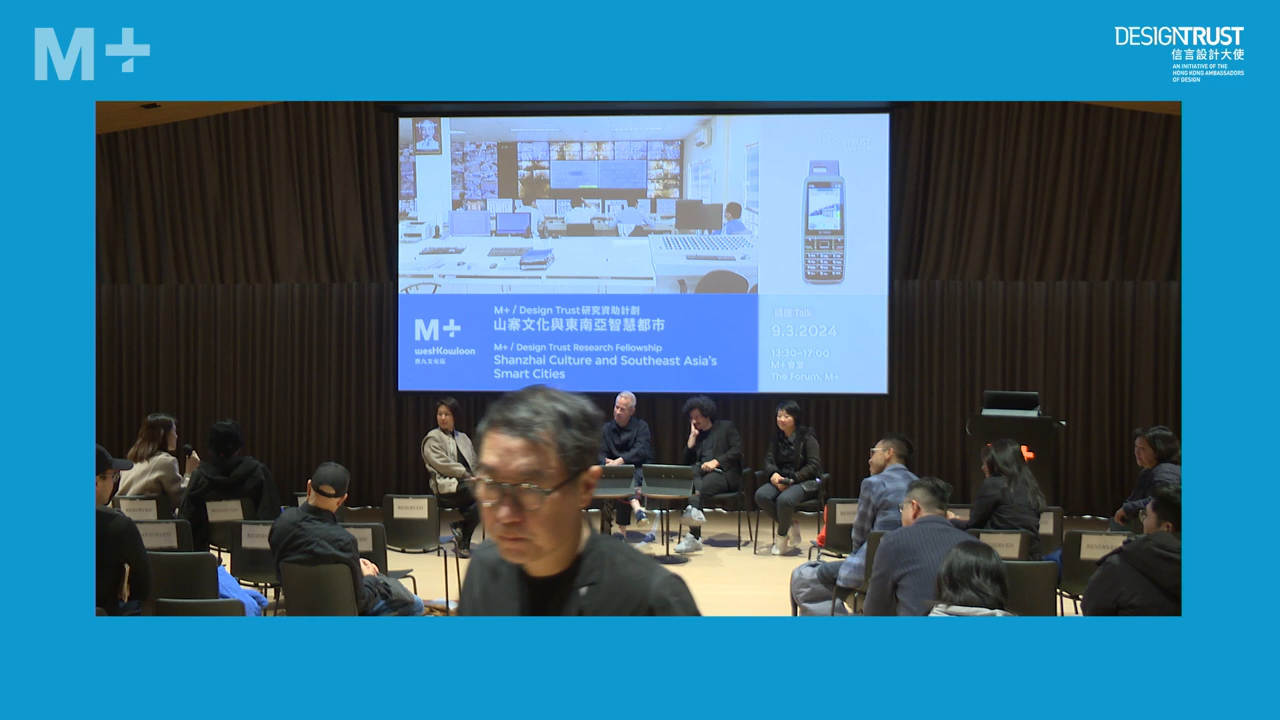 M+
DESIGNTRUST
信言設計大使
AN INITIATIVE OF THE
HONG KONG AMBASSADORS
OF DESIGN
M+ / Design Trust研究資助計劃
山寨文化與東南亞智慧都市
M+ / Design Trust Research Fellowship
Shanzhai Culture and Southeast Asia's
Smart Cities
M+
westKowloon
西九文化區
講座 Talk
9.3.2024
13:30–17:00
M+會堂
The Forum, M+
RESERVED
RESERVED